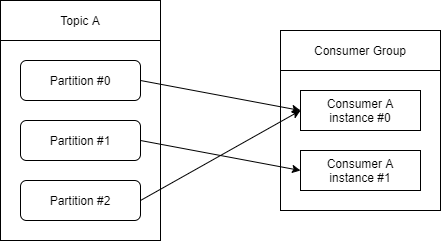 Topic A
Partition #0
Partition #1
Partition #2
Consumer Group
Consumer A
instance #0
Consumer A
instance #1